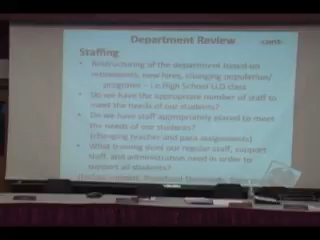 Department Review -cont-
Staffing
• Restructuring of the department based on
retirements, new hires, changing population/
programs – i.e. High School LLD class
• Do we have the appropriate number of staff to
meet the needs of our students?
• Do we have staff appropriately placed to meet
the needs of our students?
(changing teacher and para assignments)
• What training does our regular staff, support
staff, and administration need in order to
support all students?